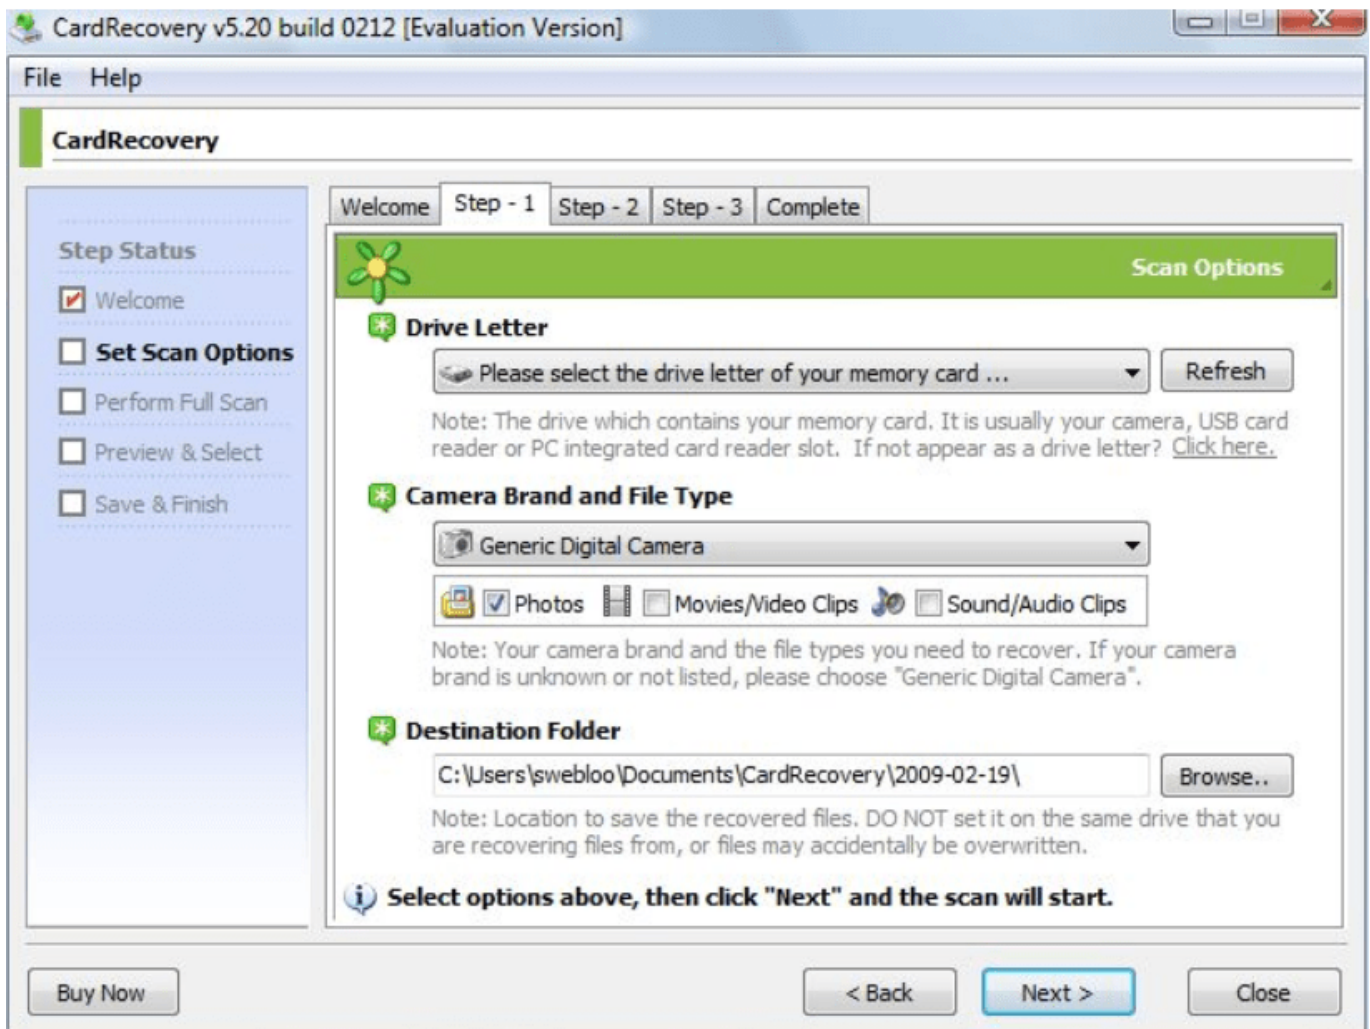 CardRecovery v5.20 build 0212 [Evaluation Version]
File Help
CardRecovery
Step Status
Welcome
Set Scan Options
Perform Full Scan
Preview & Select
Save & Finish
Welcome Step - 1 Step - 2 Step - 3 Complete
Scan Options
Drive Letter
Please select the drive letter of your memory card ... Refresh
Note: The drive which contains your memory card. It is usually your camera, USB card
reader or PC integrated card reader slot. If not appear as a drive letter? Click here.
Camera Brand and File Type
Generic Digital Camera
Photos Movies/Video Clips Sound/Audio Clips
Note: Your camera brand and the file types you need to recover. If your camera
brand is unknown or not listed, please choose "Generic Digital Camera".
Destination Folder
C:\Users\swebloo\Documents\CardRecovery\2009-02-19\ Browse..
Note: Location to save the recovered files. DO NOT set it on the same drive that you
are recovering files from, or files may accidentally be overwritten.
Select options above, then click "Next" and the scan will start.
Buy Now < Back Next > Close